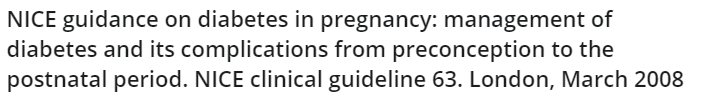 NICE guidance on diabetes in pregnancy: management of
diabetes and its complications from preconception to the
postnatal period. NICE clinical guideline 63. London, March 2008